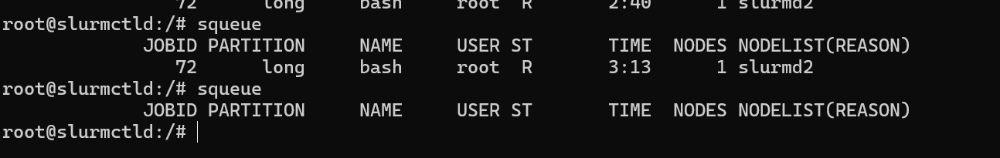 72      long     bash     root  R       2:40      1 slurmd2
root@slurmctld:/# squeue
             JOBID PARTITION     NAME     USER ST       TIME  NODES NODELIST(REASON)
                72      long     bash     root  R       3:13      1 slurmd2
root@slurmctld:/# squeue
             JOBID PARTITION     NAME     USER ST       TIME  NODES NODELIST(REASON)
root@slurmctld:/#